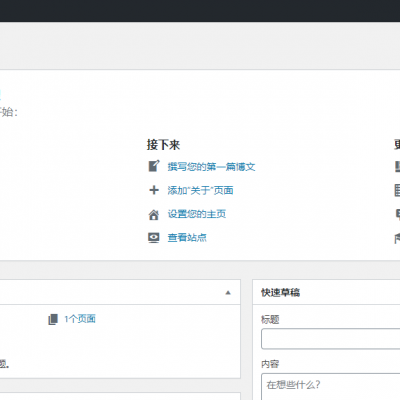 开始：
接下来
撰写您的第一篇博文
添加“关于”页面
设置您的主页
查看站点
1个页面
题。
快速草稿
标题
内容
在想些什么？